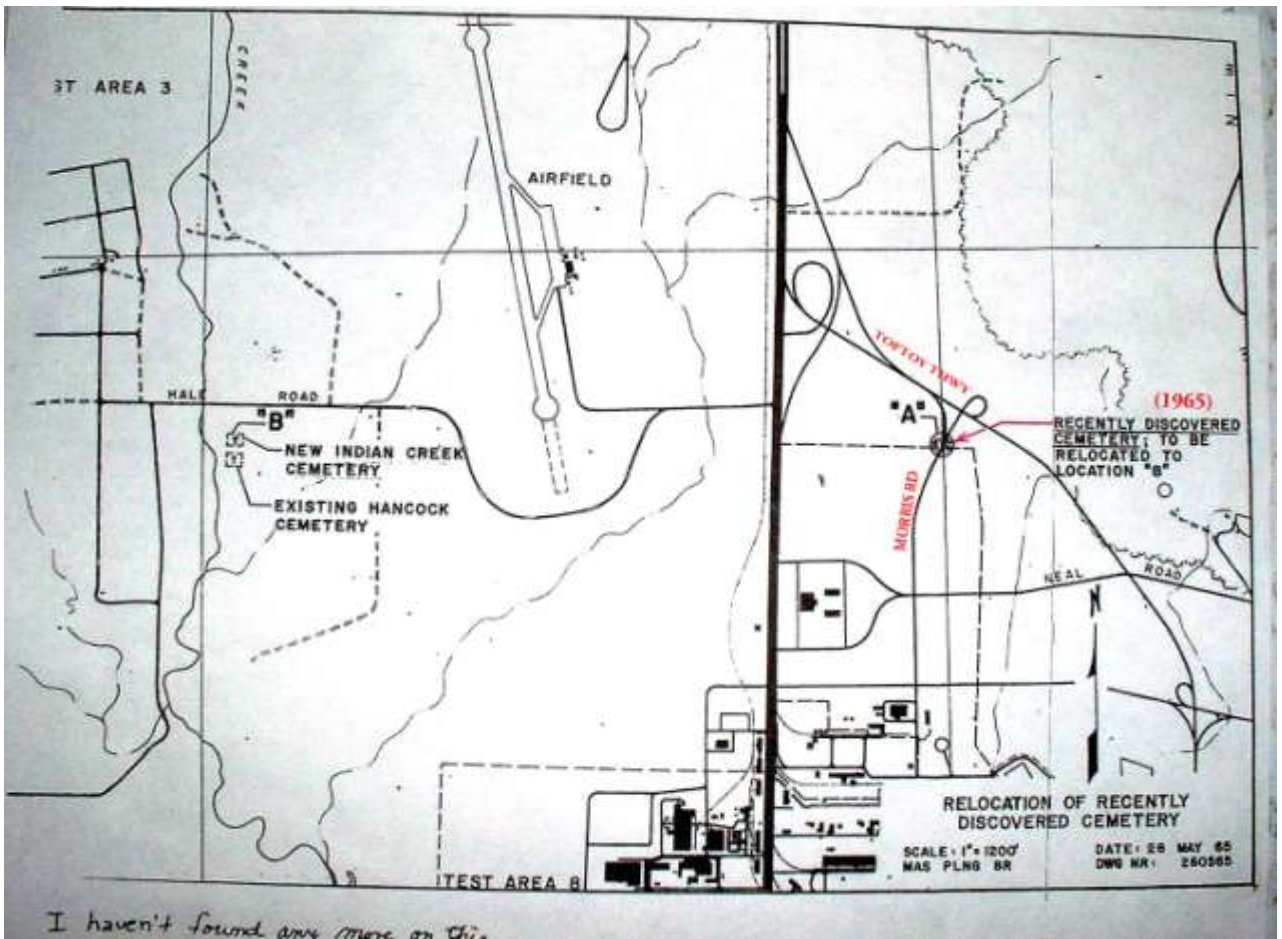 ST AREA 3
CREEK
AIRFIELD
HALE ROAD
"B"
NEW INDIAN CREEK
CEMETERY
EXISTING HANCOCK
CEMETERY
TOFTOY THWY
"A"
(1965)
RECENTLY DISCOVERED
CEMETERY; TO BE
RELOCATED TO
LOCATION "B"
MORRIS RD
NEAL ROAD
N
RELOCATION OF RECENTLY
DISCOVERED CEMETERY
SCALE: 1"=1200'
MAS PLNG BR
DATE: 26 MAY 65
DWG NR: 260565
TEST AREA 8
I haven't found any more on this